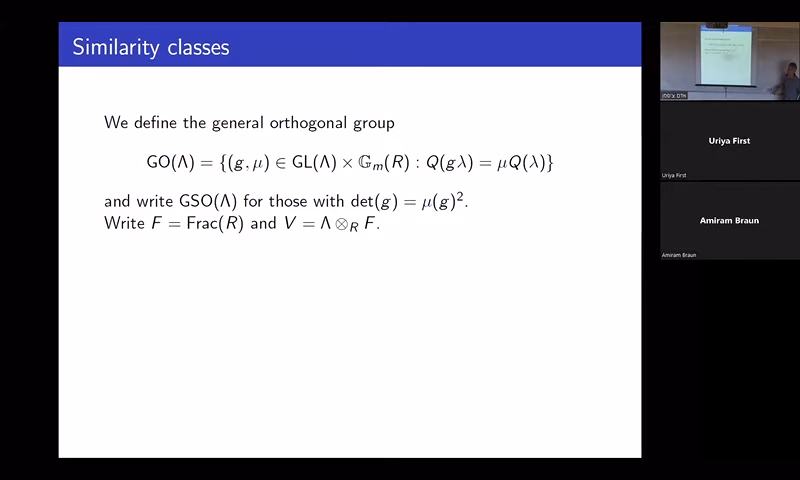 Similarity classes
We define the general orthogonal group
GO(Λ) = {(g, μ) ∈ GL(Λ) × 𝔾ₘ(R) : Q(gλ) = μQ(λ)}
and write GSO(Λ) for those with det(g) = μ(g)².
Write F = Frac(R) and V = Λ ⊗_R F.
Uriya First
Uriya First
Amiram Braun
Amiram Braun